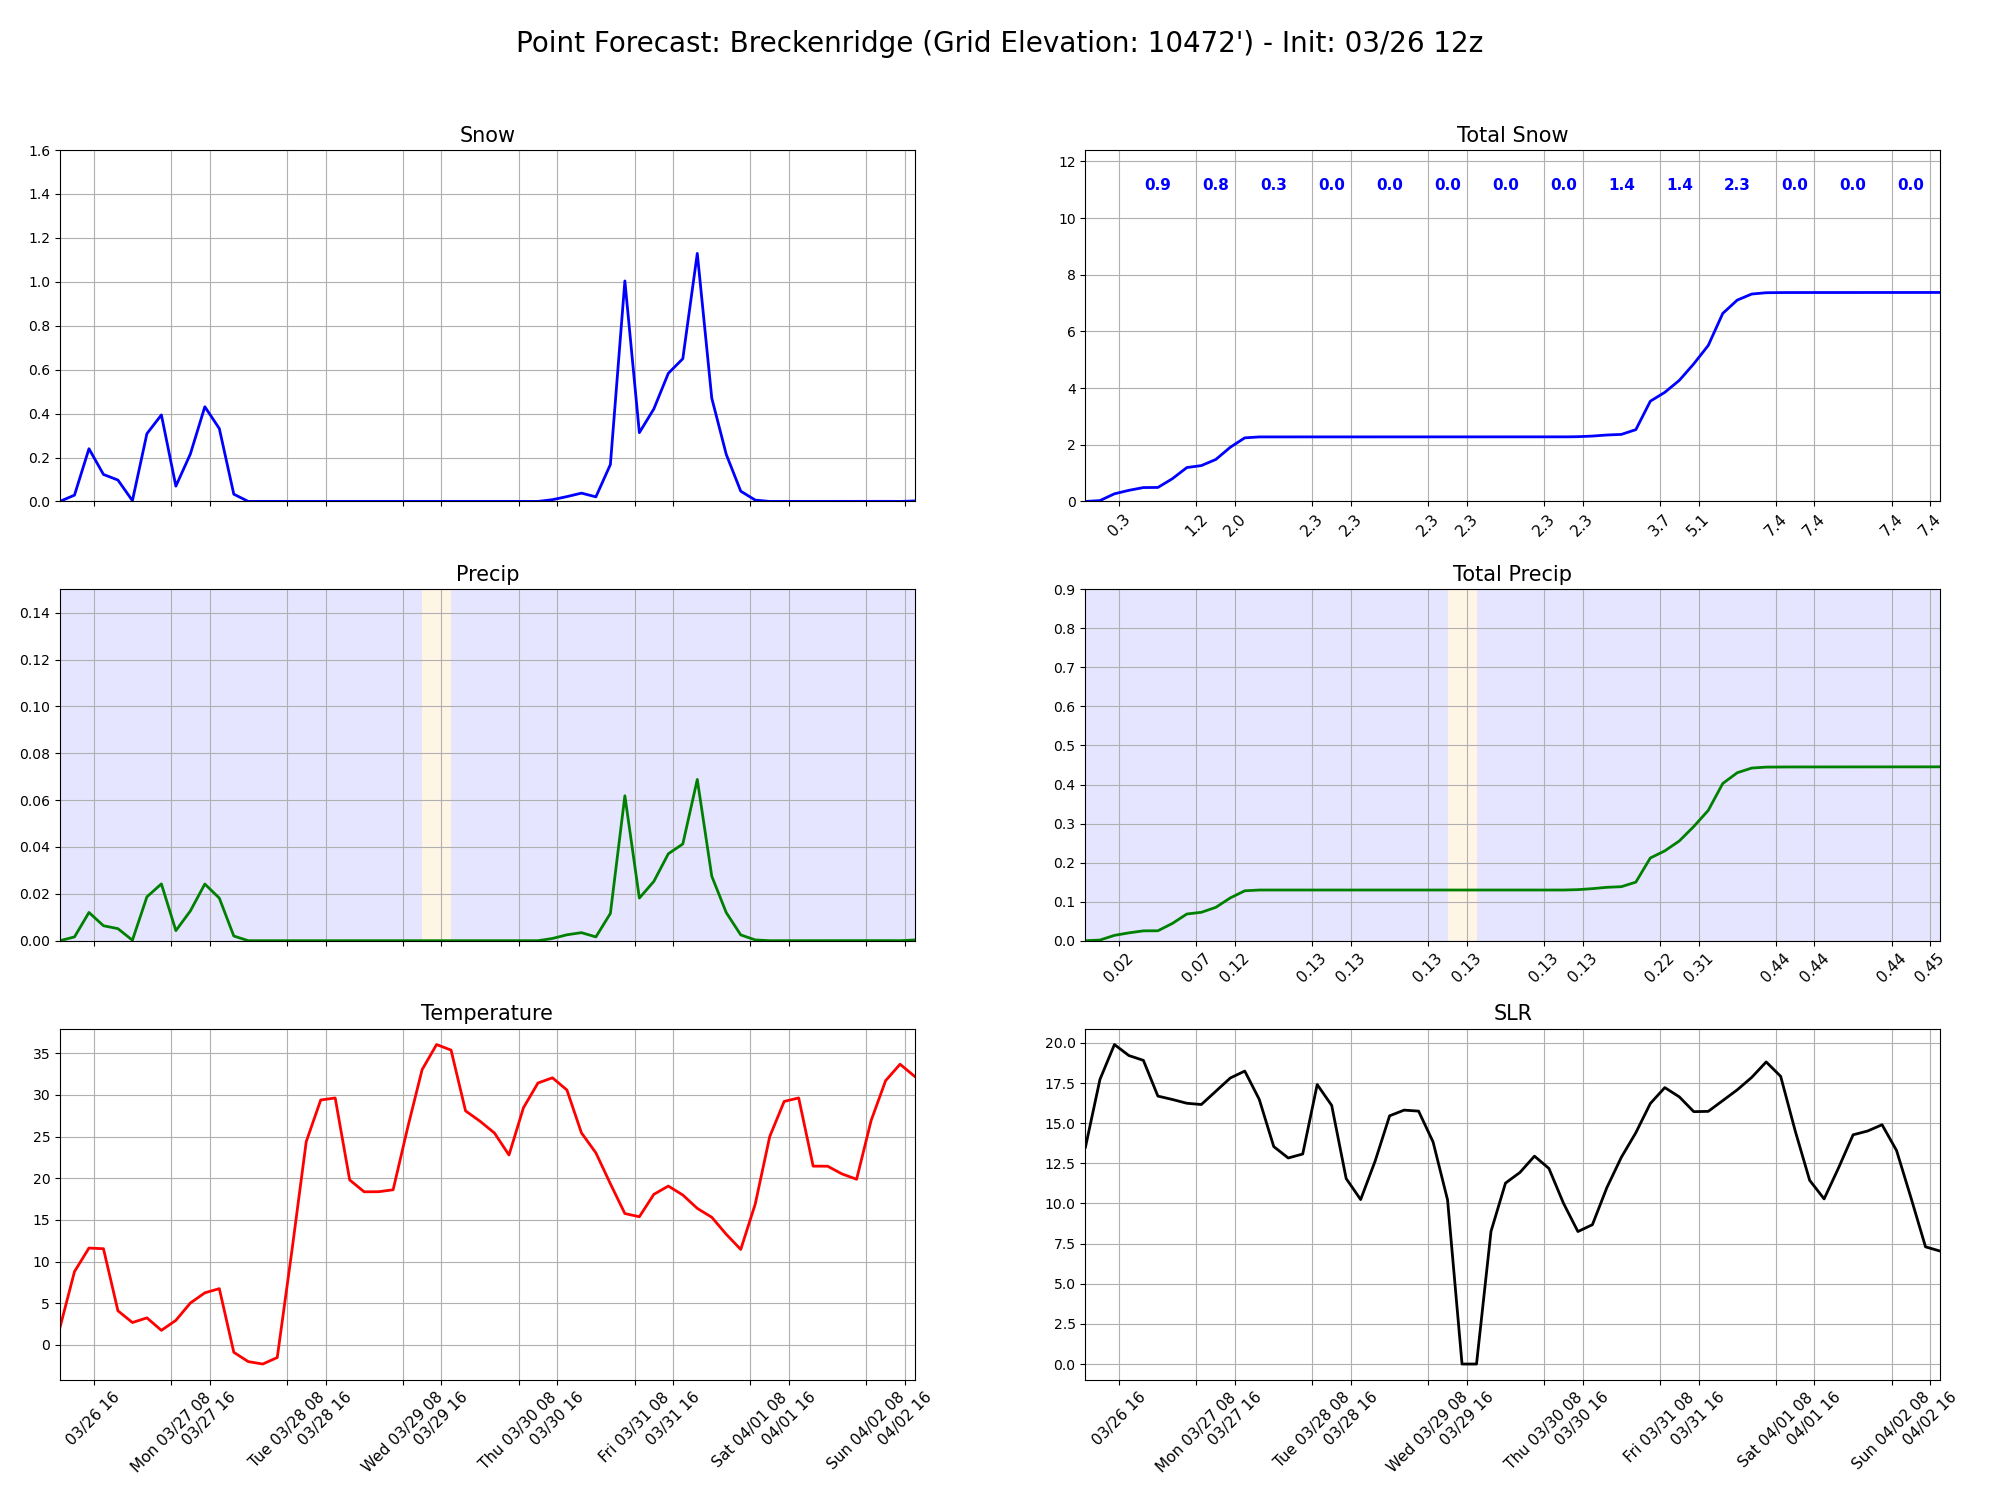 Point Forecast: Breckenridge (Grid Elevation: 10472') - Init: 03/26 12z
Snow
1.6
1.4
1.2
1.0
0.8
0.6
0.4
0.2
0.0
Total Snow
12
10
8
6
4
2
0
0.9 0.8 0.3 0.0 0.0 0.0 0.0 0.0 1.4 1.4 2.3 0.0 0.0 0.0
0.3 1.2 2.0 2.3 2.3 2.3 2.3 2.3 2.3 3.7 5.1 7.4 7.4 7.4 7.4
Precip
0.14
0.12
0.10
0.08
0.06
0.04
0.02
0.00
Total Precip
0.9
0.8
0.7
0.6
0.5
0.4
0.3
0.2
0.1
0.0
0.02 0.07 0.12 0.13 0.13 0.13 0.13 0.13 0.13 0.22 0.31 0.44 0.44 0.44 0.45
Temperature
35
30
25
20
15
10
5
0
03/26 16
Mon 03/27 08
03/27 16
Tue 03/28 08
03/28 16
Wed 03/29 08
03/29 16
Thu 03/30 08
03/30 16
Fri 03/31 08
03/31 16
Sat 04/01 08
04/01 16
Sun 04/02 08
04/02 16
SLR
20.0
17.5
15.0
12.5
10.0
7.5
5.0
2.5
0.0
03/26 16
Mon 03/27 08
03/27 16
Tue 03/28 08
03/28 16
Wed 03/29 08
03/29 16
Thu 03/30 08
03/30 16
Fri 03/31 08
03/31 16
Sat 04/01 08
04/01 16
Sun 04/02 08
04/02 16